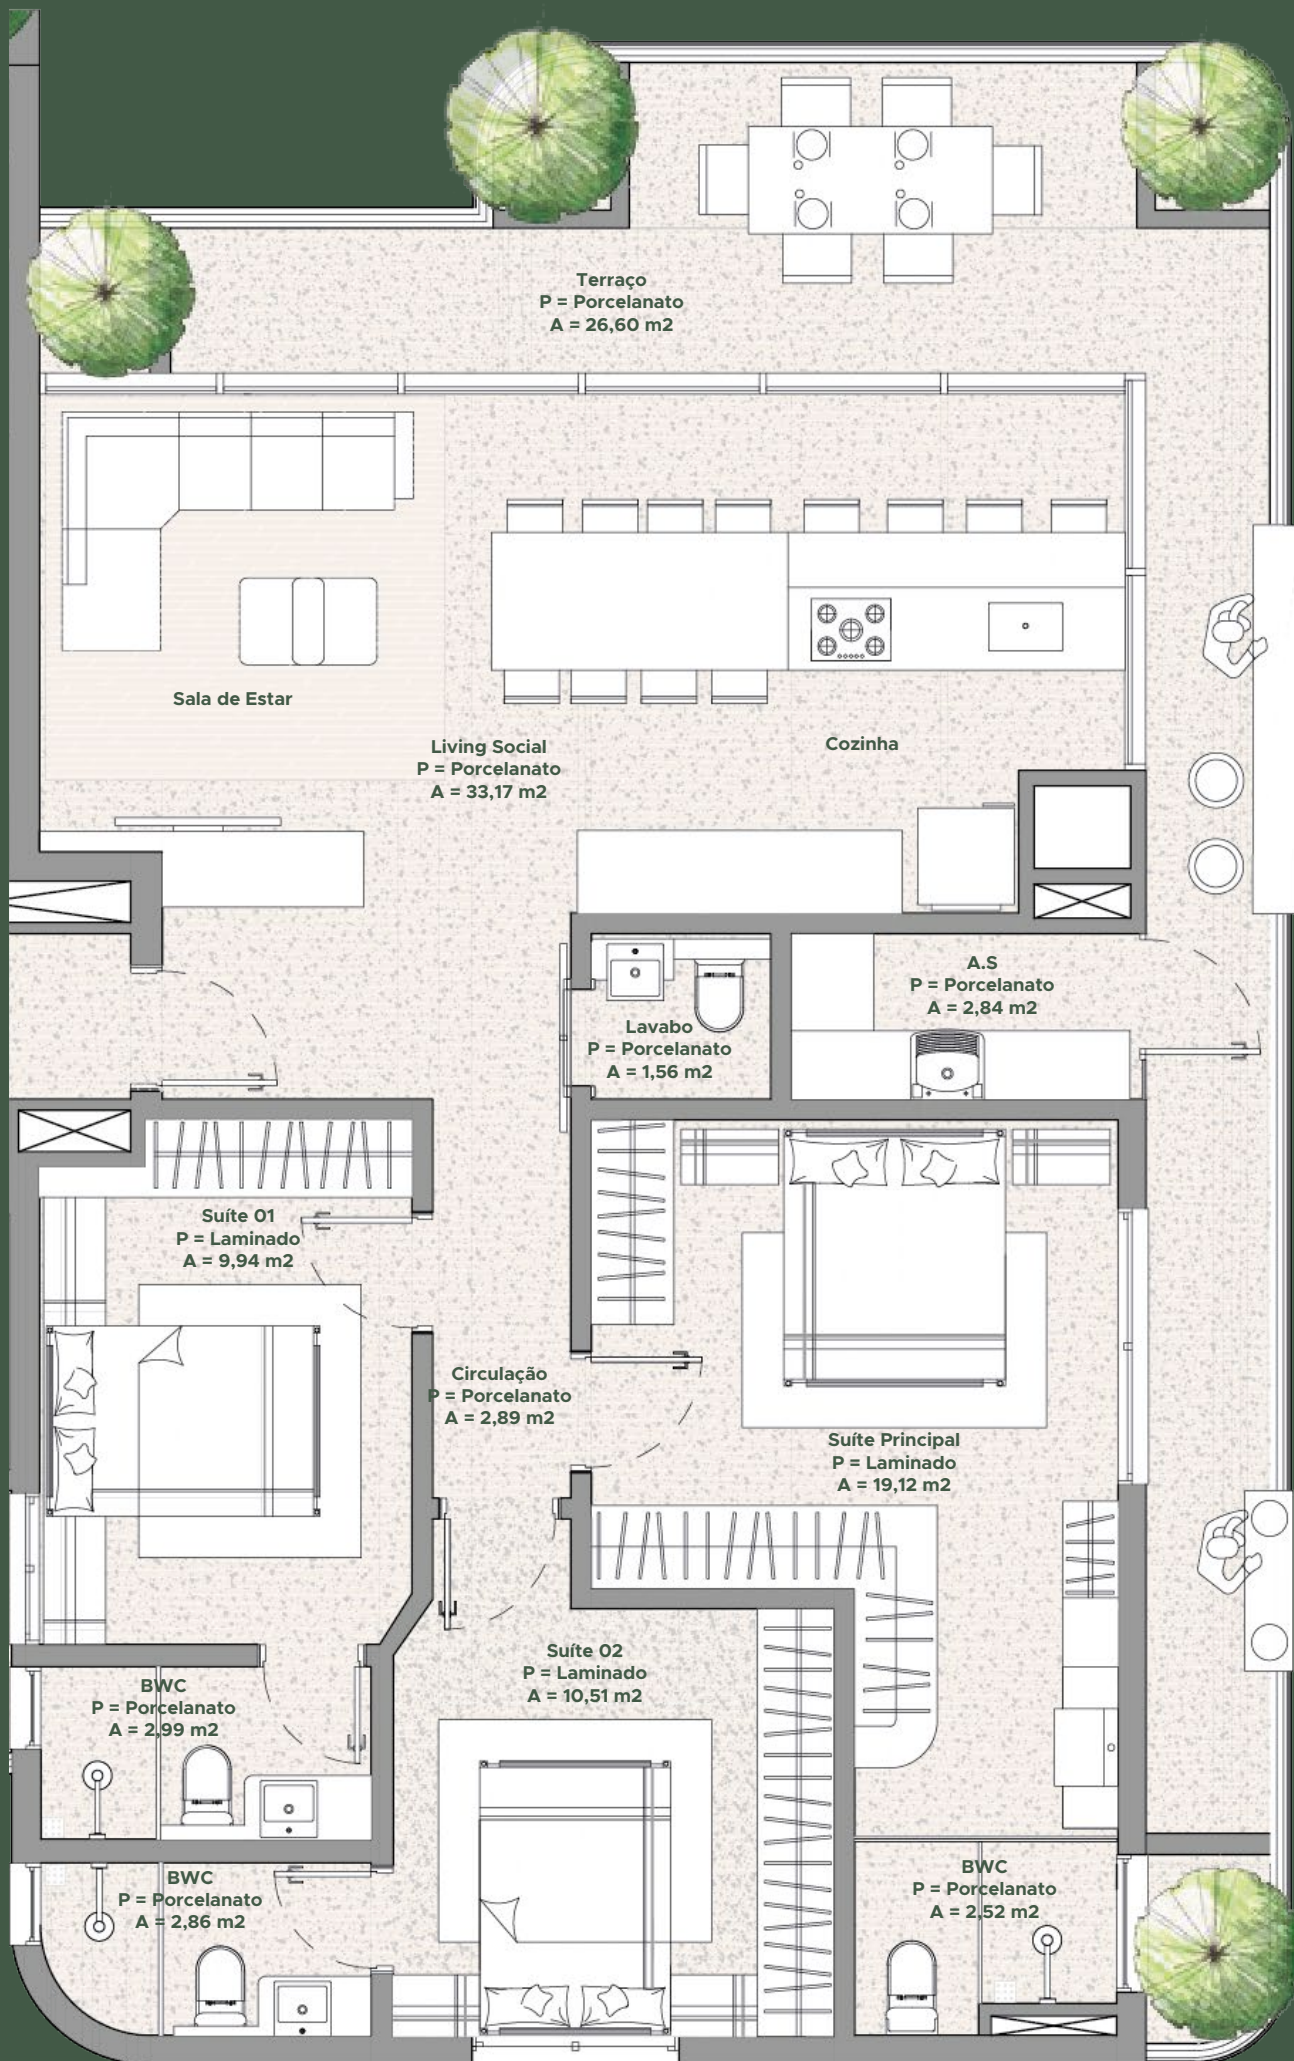 Terraço
P = Porcelanato
A = 26,60 m2
Sala de Estar
Living Social
P = Porcelanato
A = 33,17 m2
Cozinha
A.S
P = Porcelanato
A = 2,84 m2
Lavabo
P = Porcelanato
A = 1,56 m2
Suíte 01
P = Laminado
A = 9,94 m2
Circulação
P = Porcelanato
A = 2,89 m2
Suíte Principal
P = Laminado
A = 19,12 m2
Suíte 02
P = Laminado
A = 10,51 m2
BWC
P = Porcelanato
A = 2,99 m2
BWC
P = Porcelanato
A = 2,86 m2
BWC
P = Porcelanato
A = 2,52 m2